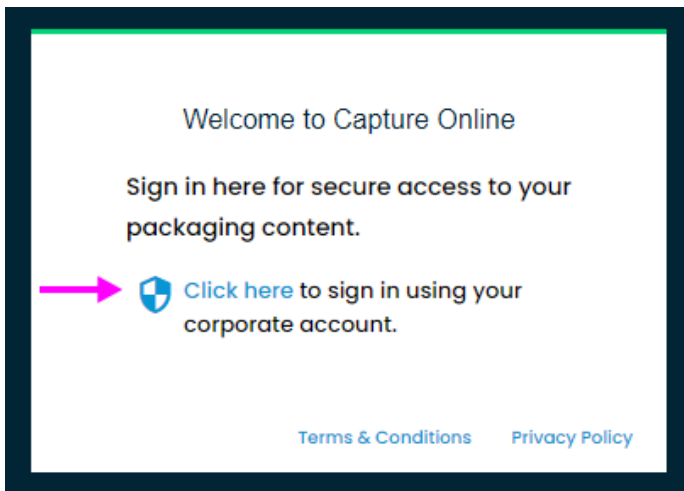 Welcome to Capture Online
Sign in here for secure access to your
packaging content.
Click here to sign in using your
corporate account.
Terms & Conditions Privacy Policy